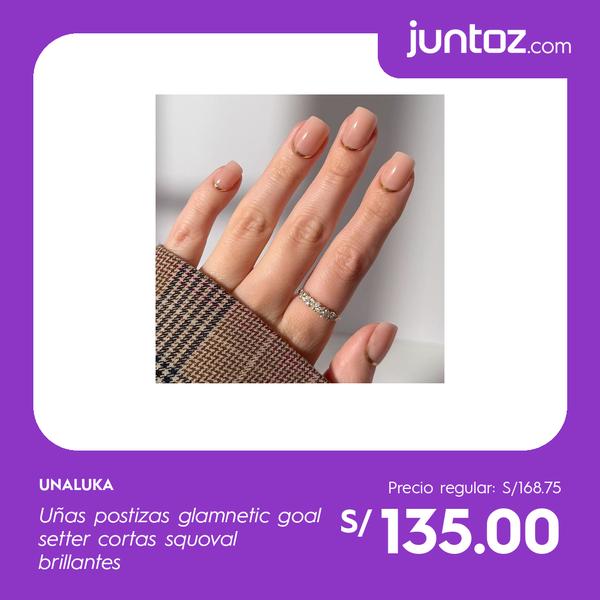 juntoz.com
UNALUKA
Uñas postizas glamnetic goal
setter cortas squoval
brillantes
Precio regular: S/168.75
S/135.00